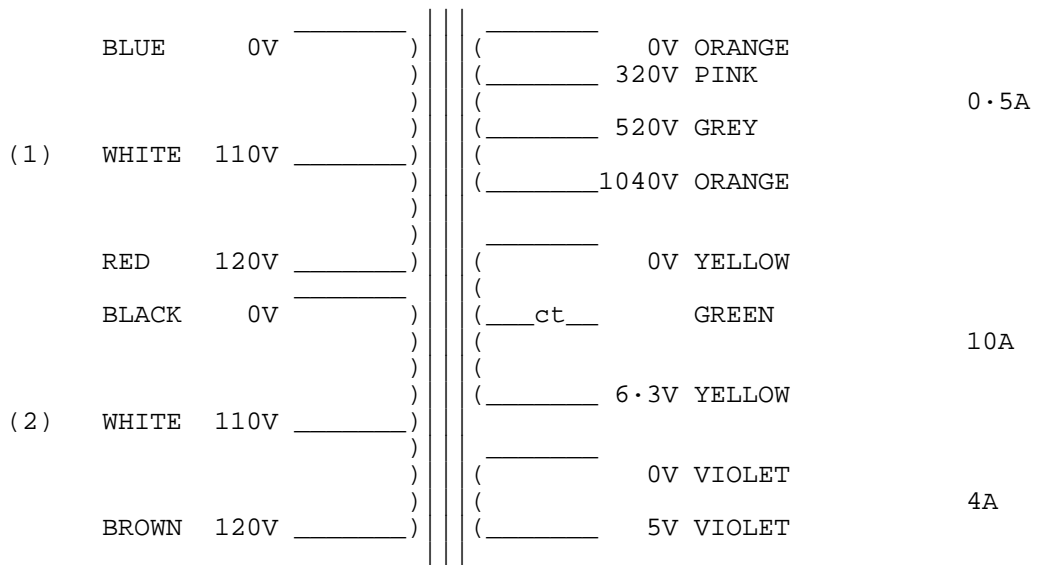 BLUE 0V 0V ORANGE
320V PINK
0·5A
520V GREY
(1) WHITE 110V
1040V ORANGE
RED 120V 0V YELLOW
BLACK 0V ct GREEN
10A
6·3V YELLOW
(2) WHITE 110V
0V VIOLET
4A
BROWN 120V 5V VIOLET